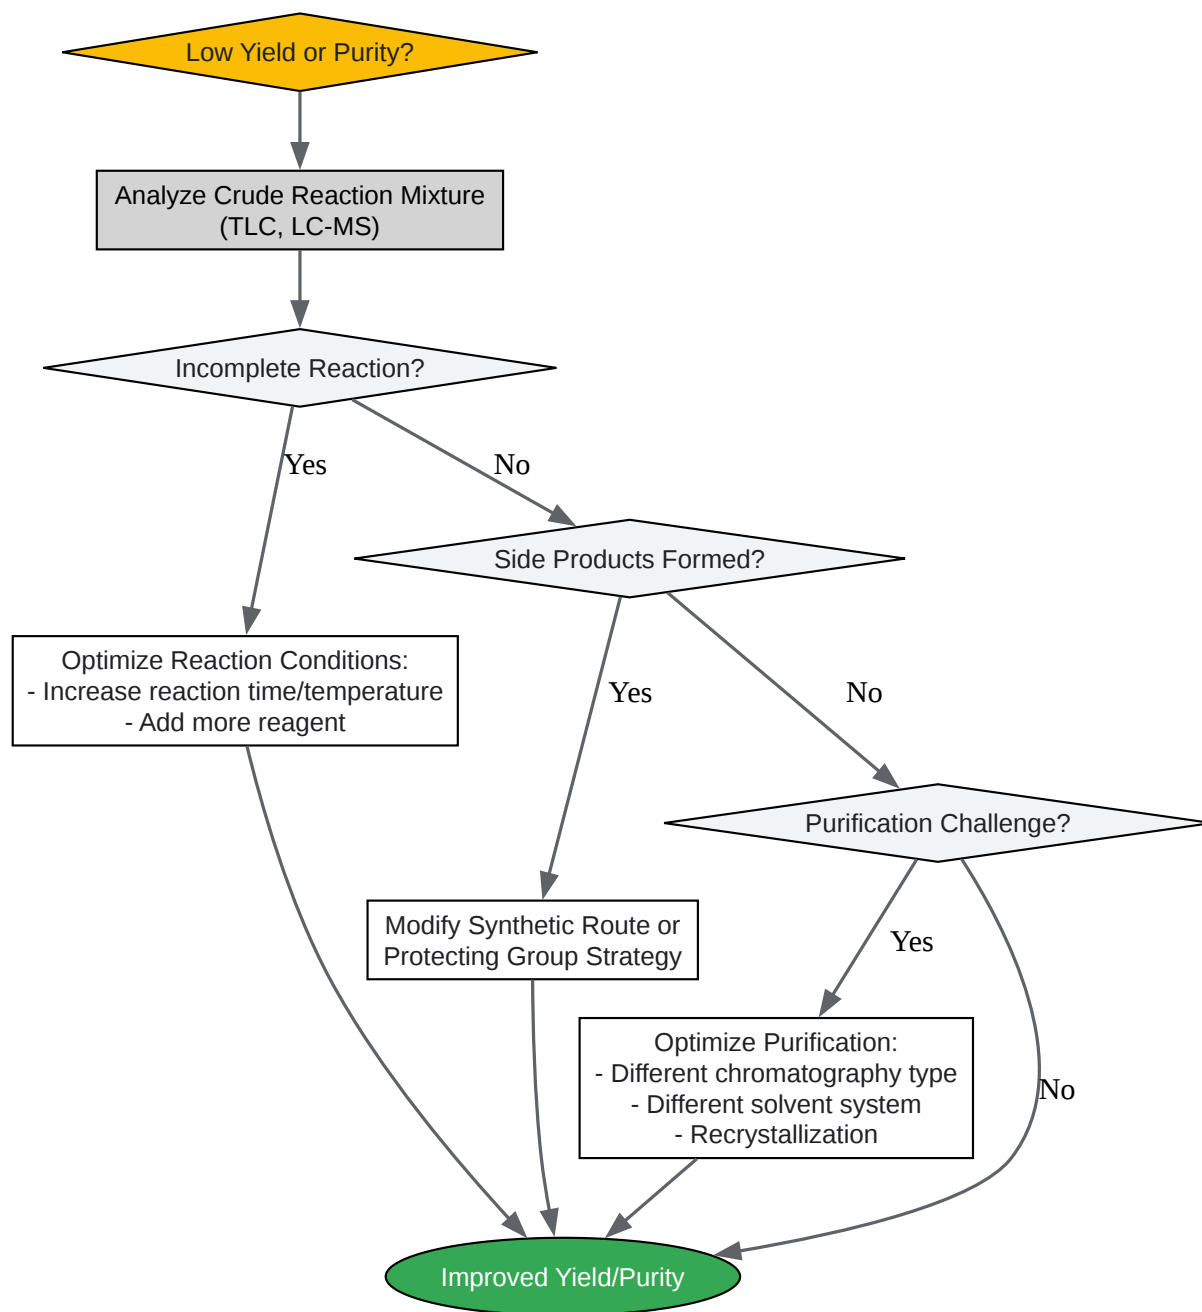 Low Yield or Purity?
Analyze Crude Reaction Mixture
(TLC, LC-MS)
Incomplete Reaction?
Yes
No
Side Products Formed?
Optimize Reaction Conditions:
- Increase reaction time/temperature
- Add more reagent
Yes
No
Purification Challenge?
Modify Synthetic Route or
Protecting Group Strategy
Yes
Optimize Purification:
- Different chromatography type
- Different solvent system
- Recrystallization
No
Improved Yield/Purity